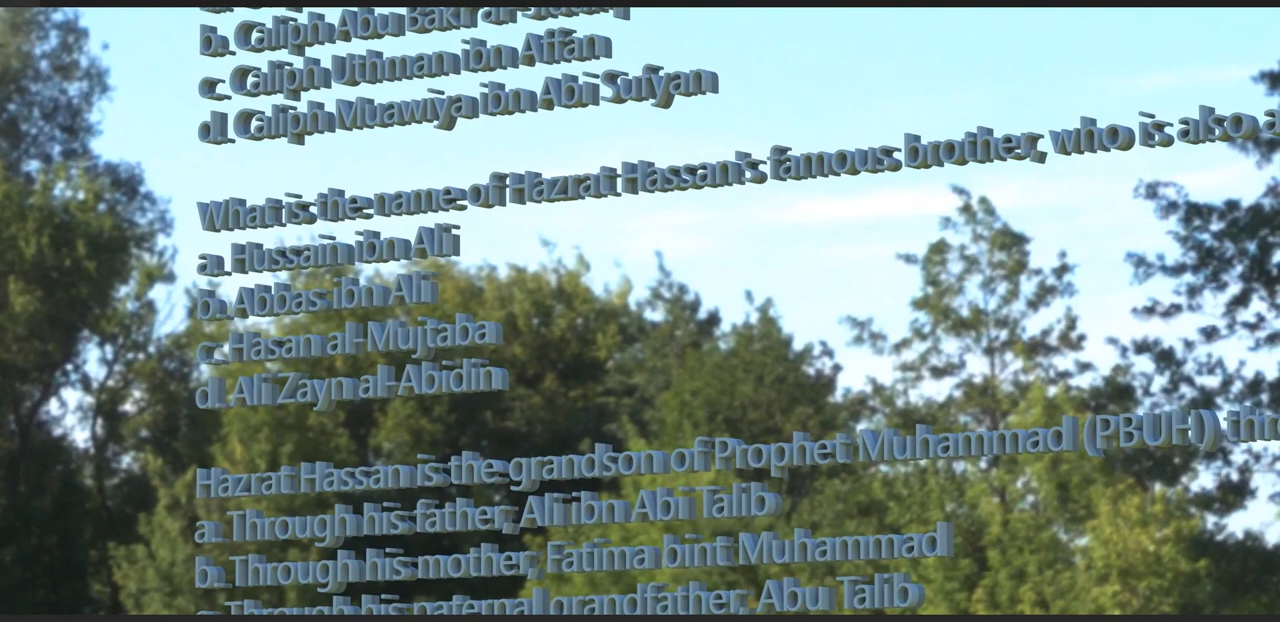 b. Caliph Abu Bakr al-Siddiq
c. Caliph Uthman ibn Affan
d. Caliph Muawiya ibn Abi Sufyan
What is the name of Hazrat Hassan's famous brother, who is also a
a. Hussain ibn Ali
b. Abbas ibn Ali
c. Hasan al-Mujtaba
d. Ali Zayn al-Abidin
Hazrat Hassan is the grandson of Prophet Muhammad (PBUH)
a. Through his father, Ali ibn Abi Talib
b. Through his mother, Fatima bint Muhammad
c. Through his paternal grandfather, Abu Talib